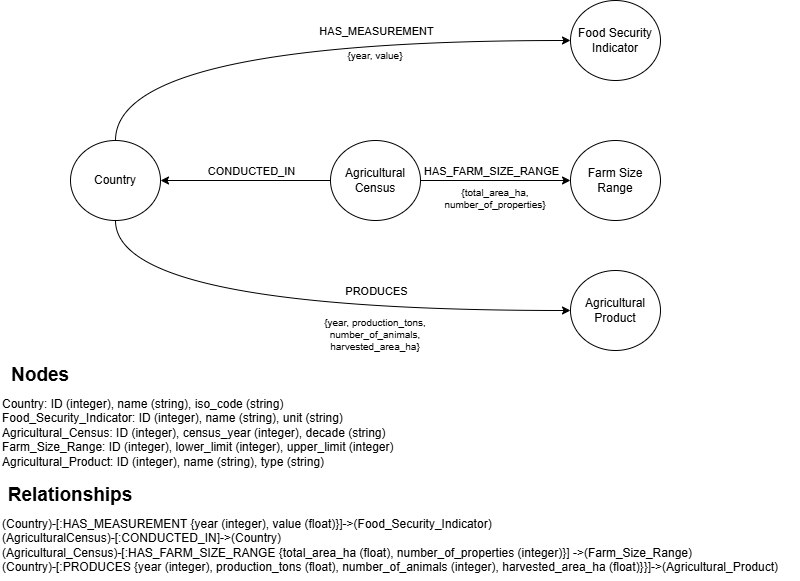 HAS_MEASUREMENT
{year, value}
Food Security
Indicator
Country
CONDUCTED_IN
Agricultural
Census
HAS_FARM_SIZE_RANGE
{total_area_ha,
number_of_properties}
Farm Size
Range
PRODUCES
{year, production_tons,
number_of_animals,
harvested_area_ha}
Agricultural
Product
Nodes
Country: ID (integer), name (string), iso_code (string)
Food_Security_Indicator: ID (integer), name (string), unit (string)
Agricultural_Census: ID (integer), census_year (integer), decade (string)
Farm_Size_Range: ID (integer), lower_limit (integer), upper_limit (integer)
Agricultural_Product: ID (integer), name (string), type (string)
Relationships
(Country)-[:HAS_MEASUREMENT {year (integer), value (float)}]->(Food_Security_Indicator)
(AgriculturalCensus)-[:CONDUCTED_IN]->(Country)
(Agricultural_Census)-[:HAS_FARM_SIZE_RANGE {total_area_ha (float), number_of_properties (integer)}] ->(Farm_Size_Range)
(Country)-[:PRODUCES {year (integer), production_tons (float), number_of_animals (integer), harvested_area_ha (float)}}]->(Agricultural_Product)